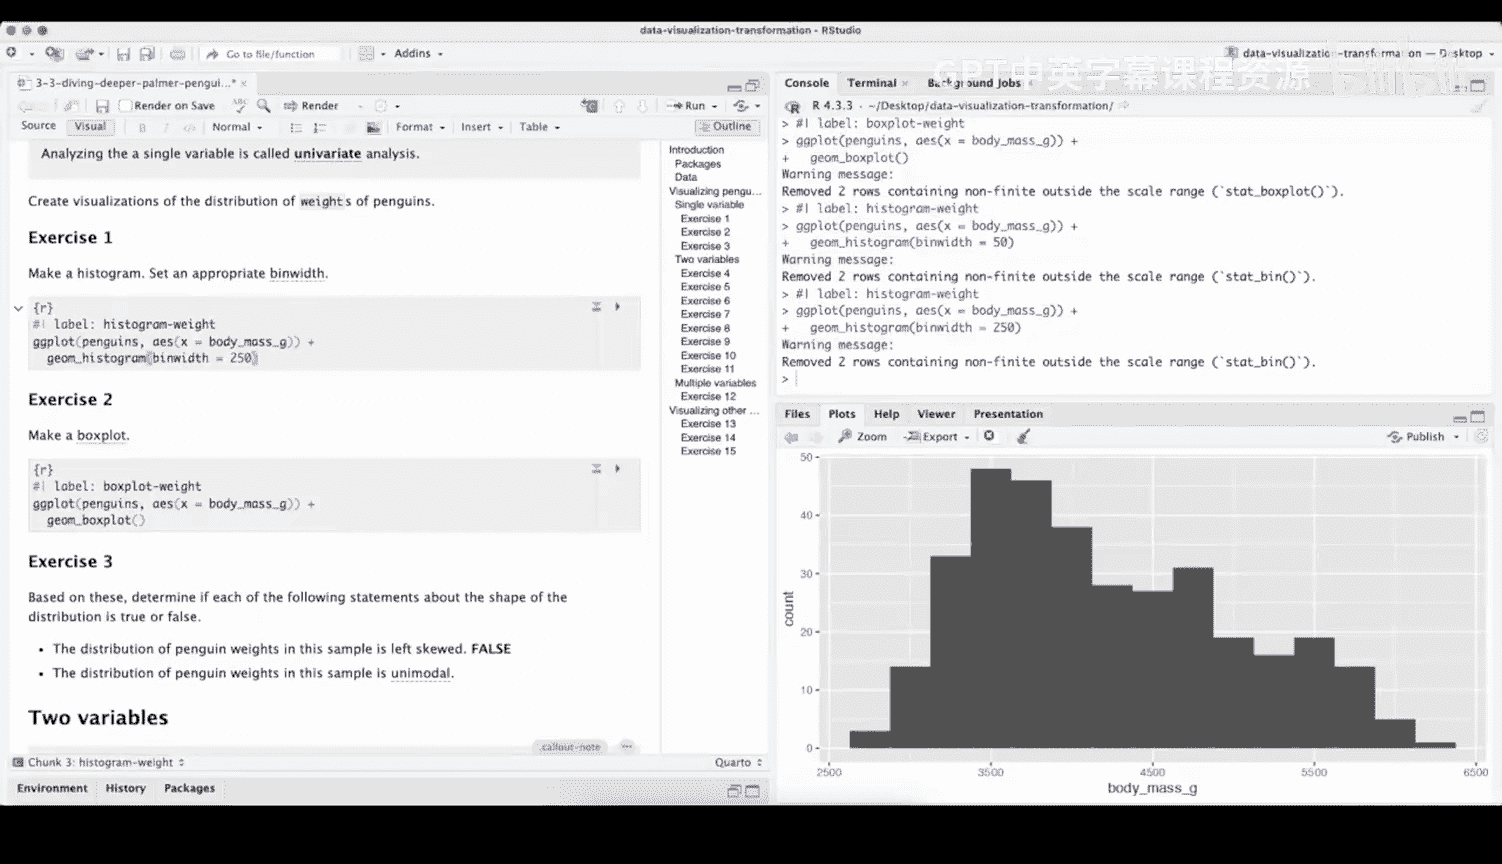 data-visualization-transformation - RStudio
Go to file/function
Addins
data-visualization-transformation — Desktop
GPT中英字幕课程资源
3-3-diving-deeper-palmer-pengui...*
Render on Save
Render
Run
Source
Visual
B
Normal
Format
Insert
Table
Outline
Analyzing the a single variable is called univariate analysis.
Create visualizations of the distribution of weights of penguins.
Exercise 1
Make a histogram. Set an appropriate binwidth.
{r}
#| label: histogram-weight
ggplot(penguins, aes(x = body_mass_g)) +
geom_histogram(binwidth = 250)
Exercise 2
Make a boxplot.
{r}
#| label: boxplot-weight
ggplot(penguins, aes(x = body_mass_g)) +
geom_boxplot()
Exercise 3
Based on these, determine if each of the following statements about the shape of the
distribution is true or false.
• The distribution of penguin weights in this sample is left skewed. FALSE
• The distribution of penguin weights in this sample is unimodal.
Two variables
.callout-note
Chunk 3: histogram-weight
Quarto
Environment
History
Packages
Introduction
Packages
Data
Visualizing pengu...
Single variable
Exercise 1
Exercise 2
Exercise 3
Two variables
Exercise 4
Exercise 5
Exercise 6
Exercise 7
Exercise 8
Exercise 9
Exercise 10
Exercise 11
Multiple variables
Exercise 12
Visualizing other ...
Exercise 13
Exercise 14
Exercise 15
Console
Terminal
Background Jobs
R 4.3.3 · ~/Desktop/data-visualization-transformation/
> #| label: boxplot-weight
> ggplot(penguins, aes(x = body_mass_g)) +
+ geom_boxplot()
Warning message:
Removed 2 rows containing non-finite outside the scale range (`stat_boxplot()`).
> #| label: histogram-weight
> ggplot(penguins, aes(x = body_mass_g)) +
+ geom_histogram(binwidth = 50)
Warning message:
Removed 2 rows containing non-finite outside the scale range (`stat_bin()`).
> #| label: histogram-weight
> ggplot(penguins, aes(x = body_mass_g)) +
+ geom_histogram(binwidth = 250)
Warning message:
Removed 2 rows containing non-finite outside the scale range (`stat_bin()`).
>
Files
Plots
Help
Viewer
Presentation
Zoom
Export
Publish
50
40
30
20
10
0
count
2500
3500
4500
5500
6500
body_mass_g